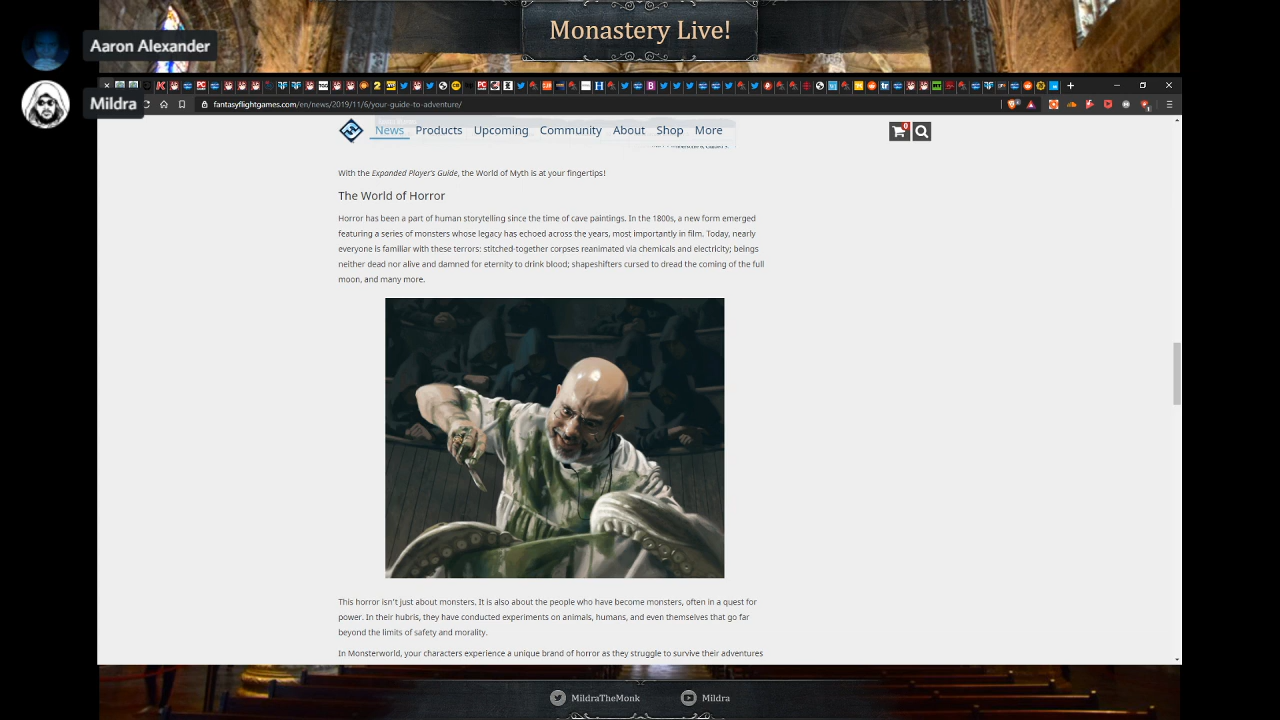 Monastery Live!
Aaron Alexander
Mildra
fantasyflightgames.com/en/news/2019/11/6/your-guide-to-adventure/
News Products Upcoming Community About Shop More
0
With the Expanded Player's Guide, the World of Myth is at your fingertips!
The World of Horror
Horror has been a part of human storytelling since the time of cave paintings. In the 1800s, a new form emerged
featuring a series of monsters whose legacy has echoed across the years, most importantly in film. Today, nearly
everyone is familiar with these terrors: stitched-together corpses reanimated via chemicals and electricity; beings
neither dead nor alive and damned for eternity to drink blood; shapeshifters cursed to dread the coming of the full
moon, and many more.
This horror isn't just about monsters. It is also about the people who have become monsters, often in a quest for
power. In their hubris, they have conducted experiments on animals, humans, and even themselves that go far
beyond the limits of safety and morality.
In Monsterworld, your characters experience a unique brand of horror as they struggle to survive their adventures
MildraTheMonk
Mildra